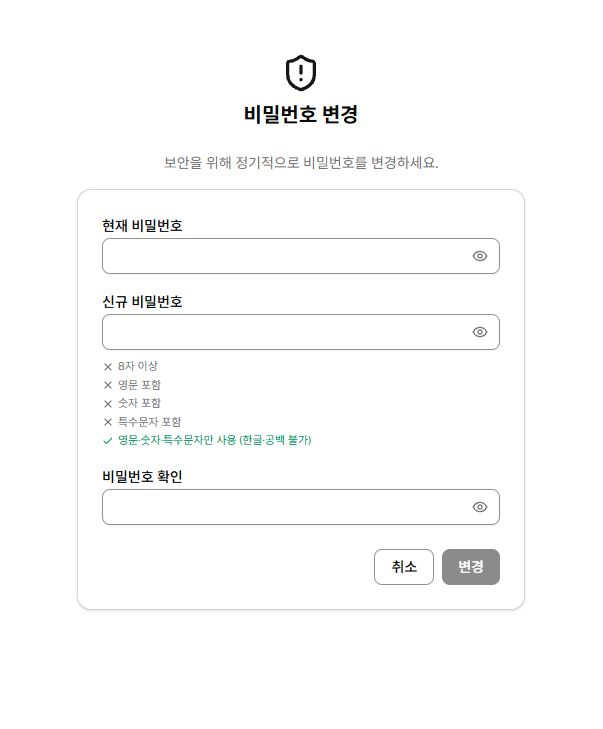 비밀번호 변경
보안을 위해 정기적으로 비밀번호를 변경하세요.
현재 비밀번호
신규 비밀번호
8자 이상
영문 포함
숫자 포함
특수문자 포함
영문·숫자·특수문자만 사용 (한글·공백 불가)
비밀번호 확인
취소 변경